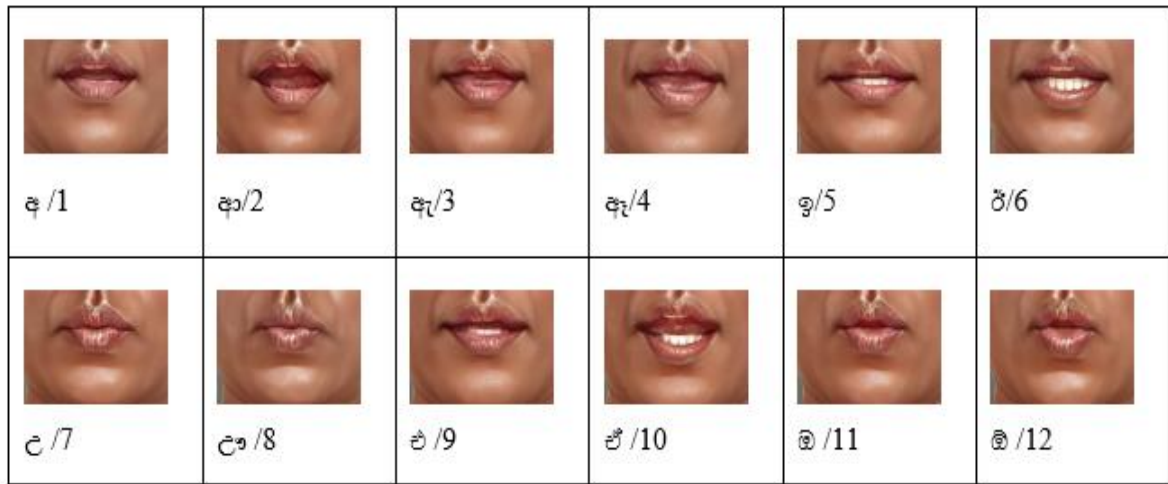 අ /1 ආ/2 ඇ/3 ඈ/4 ඉ/5 ඊ/6
උ /7 ඌ /8 එ /9 ඒ /10 ඔ /11 ඕ /12